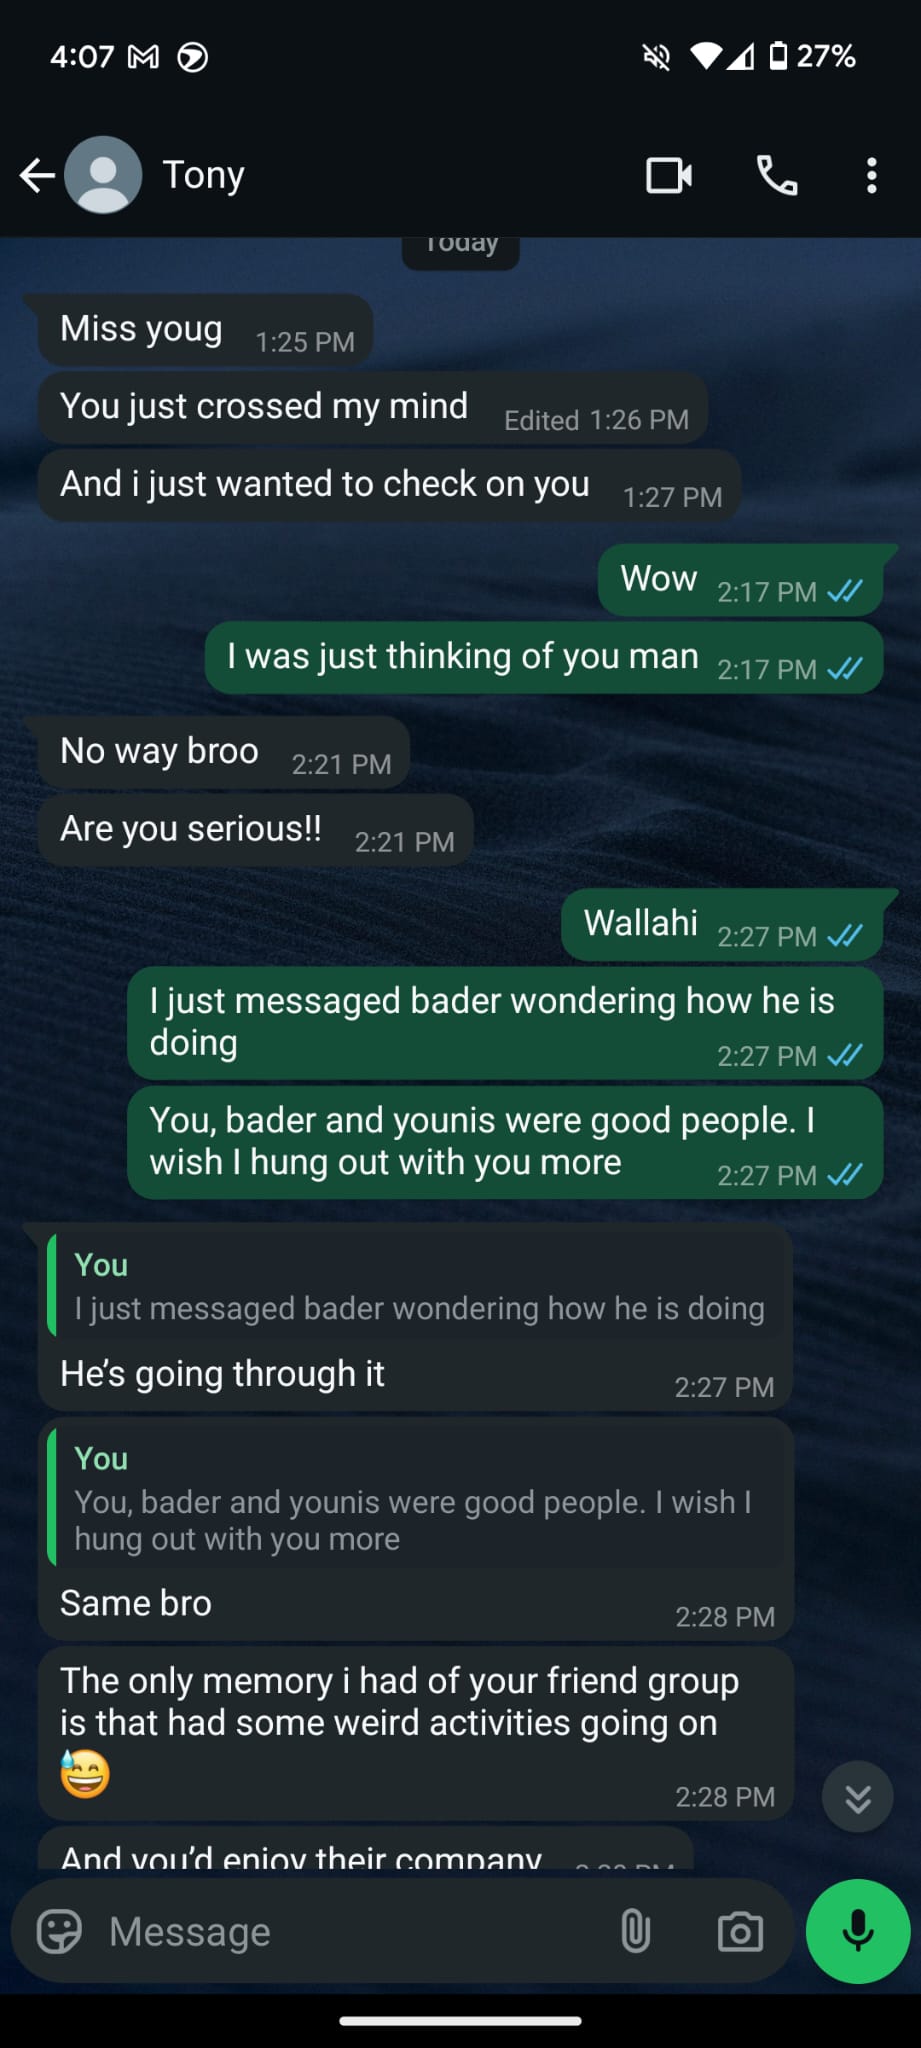 4:07
27%
Tony
Today
Miss youg 1:25 PM
You just crossed my mind Edited 1:26 PM
And i just wanted to check on you 1:27 PM
Wow 2:17 PM
I was just thinking of you man 2:17 PM
No way broo 2:21 PM
Are you serious!! 2:21 PM
Wallahi 2:27 PM
I just messaged bader wondering how he is
doing 2:27 PM
You, bader and younis were good people. I
wish I hung out with you more 2:27 PM
You
I just messaged bader wondering how he is doing
He's going through it 2:27 PM
You
You, bader and younis were good people. I wish I
hung out with you more
Same bro 2:28 PM
The only memory i had of your friend group
is that had some weird activities going on
😅 2:28 PM
And you'd enjoy their company
Message